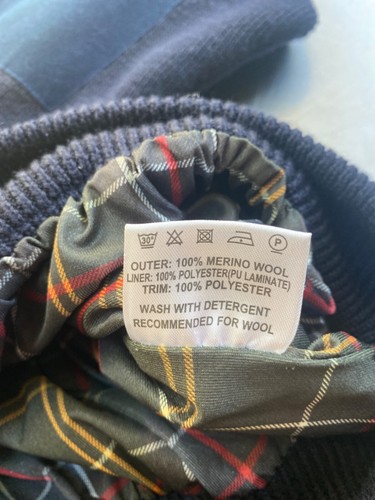 30°
P
OUTER: 100% MERINO WOOL
LINER: 100% POLYESTER(PU LAMINATE)
TRIM: 100% POLYESTER
WASH WITH DETERGENT
RECOMMENDED FOR WOOL